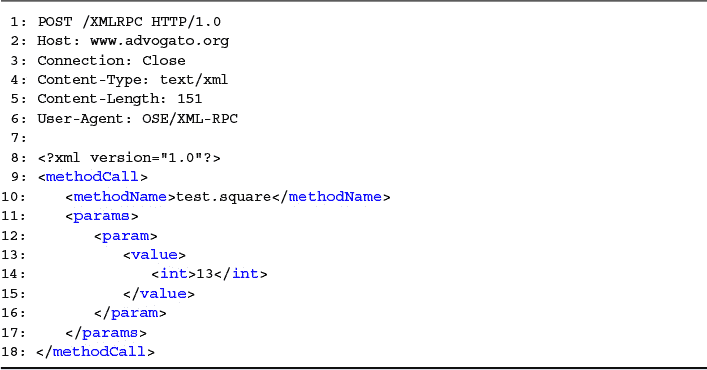 1: POST /XMLRPC HTTP/1.0
2: Host: www.advogato.org
3: Connection: Close
4: Content-Type: text/xml
5: Content-Length: 151
6: User-Agent: OSE/XML-RPC
7:
8: <?xml version="1.0"?>
9: <methodCall>
10:    <methodName>test.square</methodName>
11:    <params>
12:       <param>
13:          <value>
14:             <int>13</int>
15:          </value>
16:       </param>
17:    </params>
18: </methodCall>